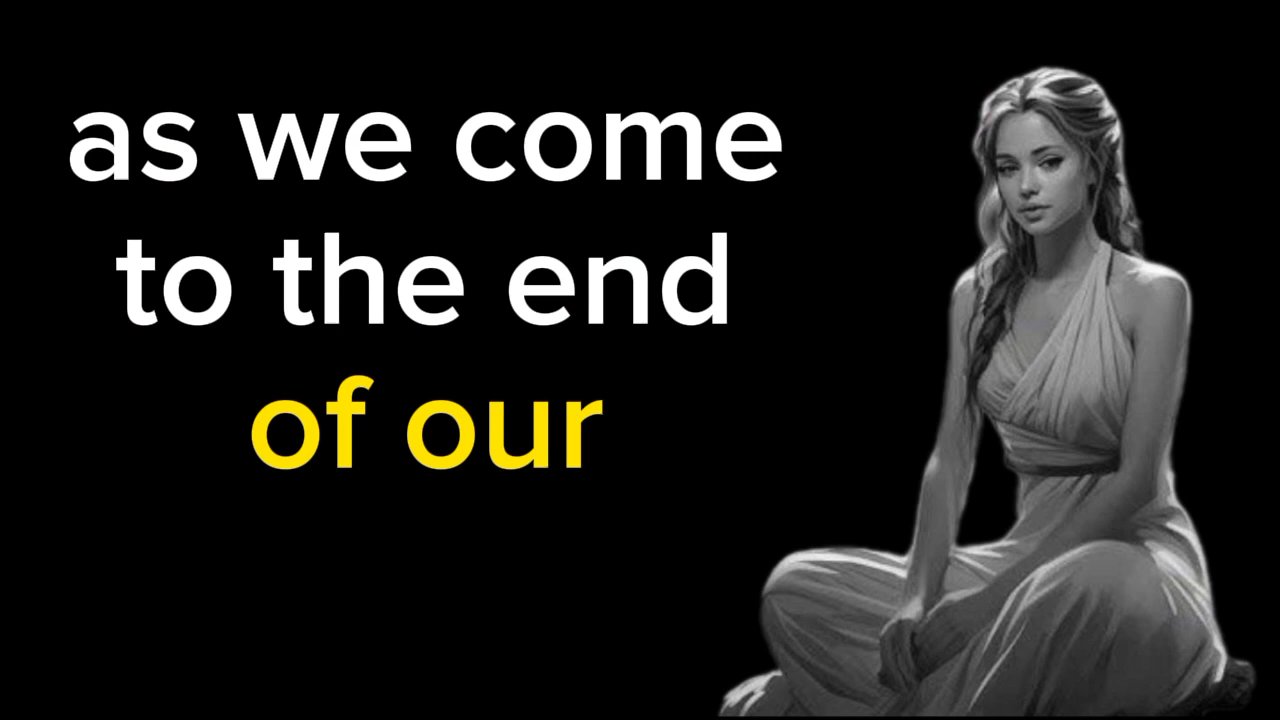 as we come
to the end
of our